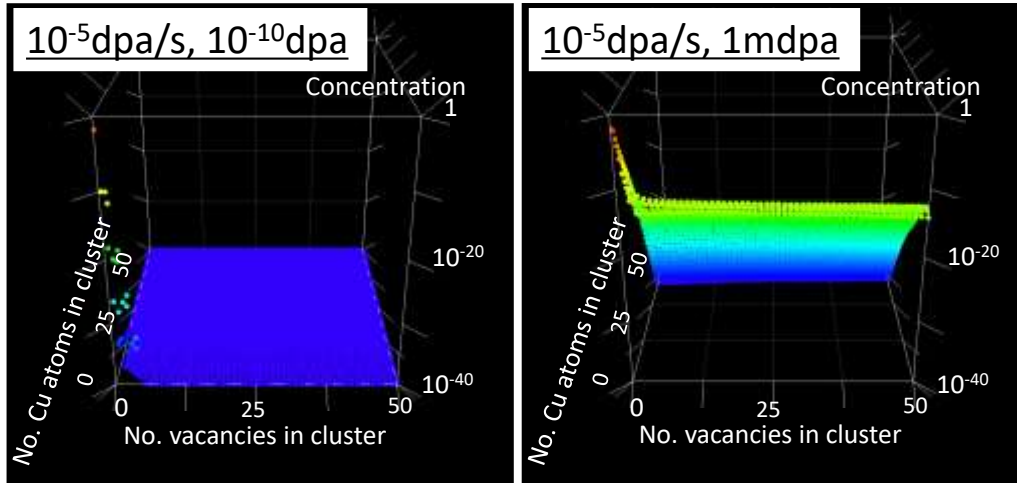 10⁻⁵dpa/s, 10⁻¹⁰dpa
Concentration
1
10⁻²⁰
10⁻⁴⁰
No. Cu atoms in cluster
50
25
0
0 25 50
No. vacancies in cluster
10⁻⁵dpa/s, 1mdpa
Concentration
1
10⁻²⁰
10⁻⁴⁰
No. Cu atoms in cluster
50
25
0
0 25 50
No. vacancies in cluster